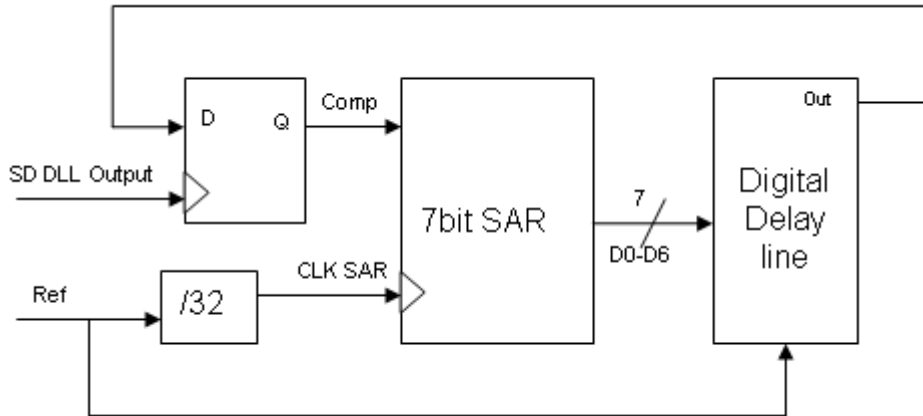 Out
D
Q
Comp
SD DLL Output
7bit SAR
7
D0-D6
Digital
Delay
line
CLK SAR
Ref
/32